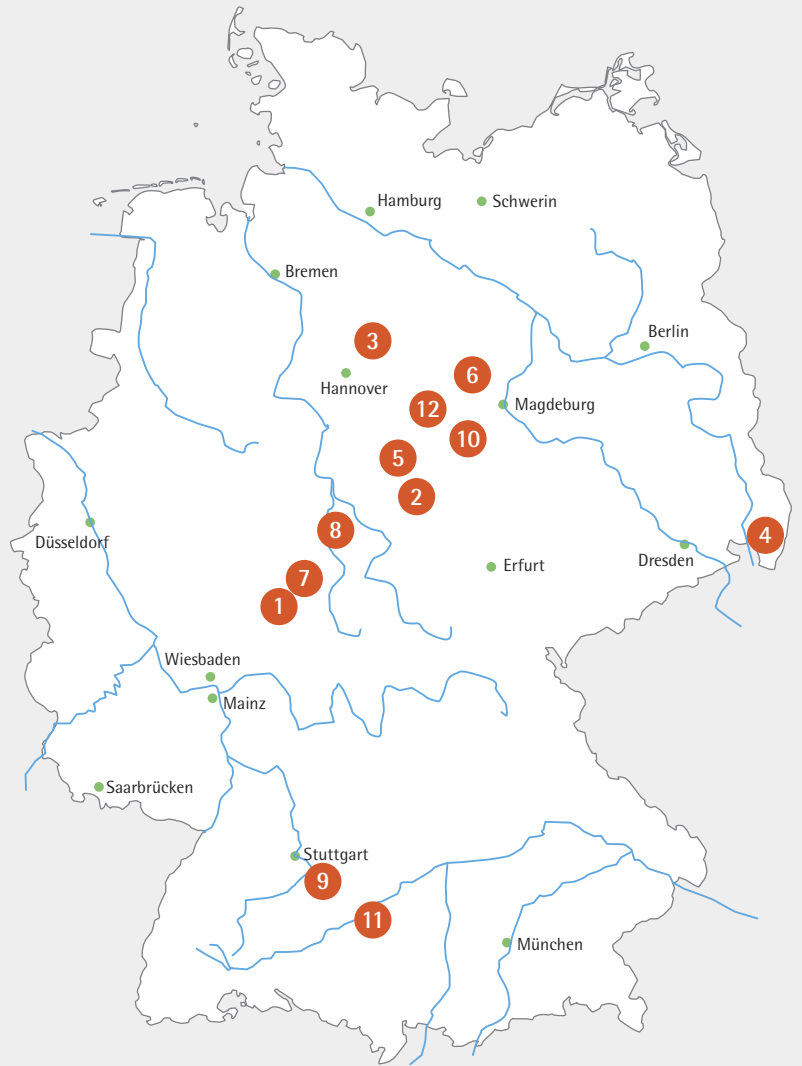 Hamburg
Schwerin
Bremen
Berlin
3
Hannover
6
12
Magdeburg
10
5
2
Düsseldorf
8
4
Dresden
Erfurt
7
1
Wiesbaden
Mainz
Saarbrücken
Stuttgart
9
11
München